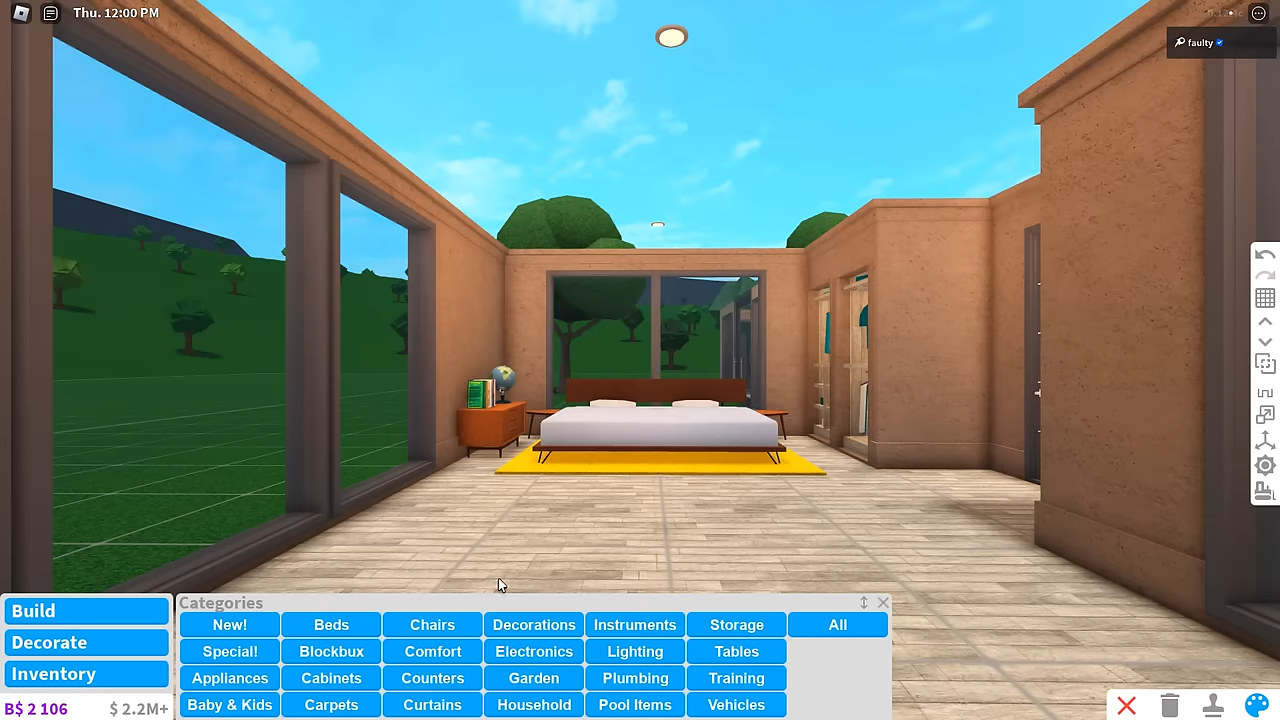 Thu. 12:00 PM
faulty
Build
Decorate
Inventory
B$ 2 106
$ 2.2M+
Categories
New! Beds Chairs Decorations Instruments Storage All
Special! Blockbux Comfort Electronics Lighting Tables
Appliances Cabinets Counters Garden Plumbing Training
Baby & Kids Carpets Curtains Household Pool Items Vehicles